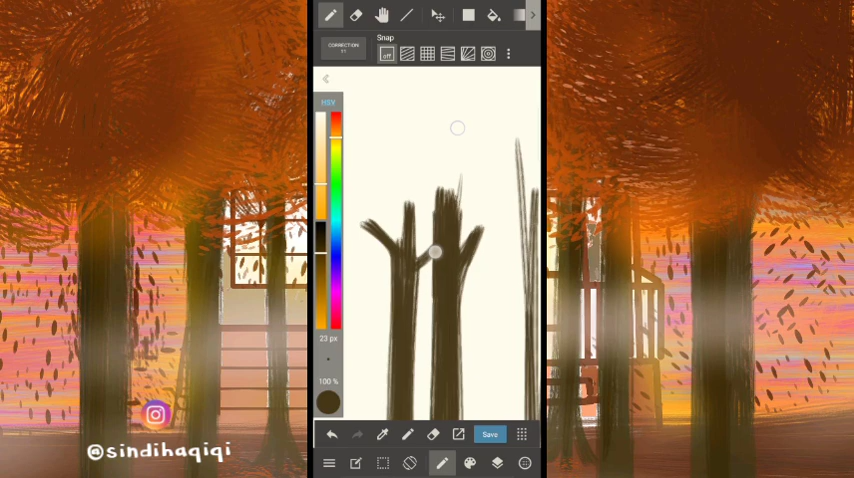 Snap
CORRECTION
off
HSV
23 px
100 %
Save
@sindihaqiqi